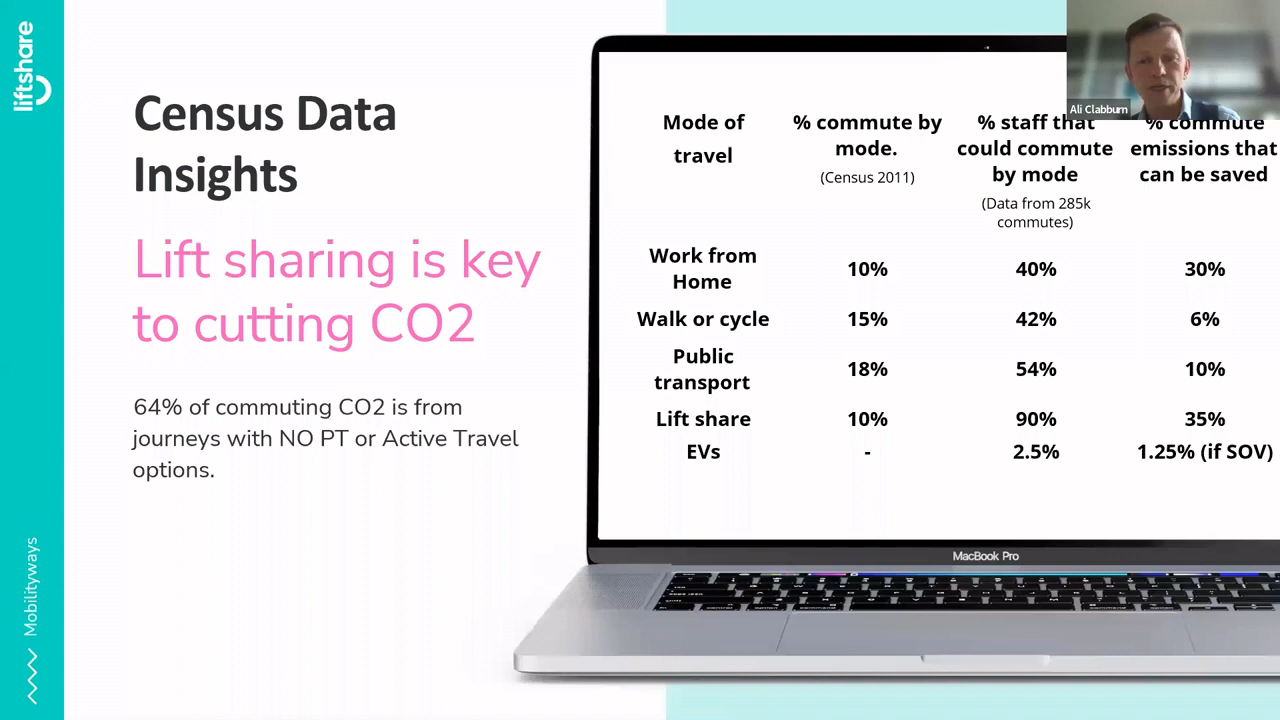 liftshare
Mobilityways
Census Data
Insights
Lift sharing is key
to cutting CO2
64% of commuting CO2 is from
journeys with NO PT or Active Travel
options.
Ali Clabburn
Mode of
travel
% commute by
mode.
(Census 2011)
% staff that
could commute
by mode
(Data from 285k
commutes)
% commute
emissions that
can be saved
Work from
Home
10%
40%
30%
Walk or cycle
15%
42%
6%
Public
transport
18%
54%
10%
Lift share
10%
90%
35%
EVs
-
2.5%
1.25% (if SOV)
MacBook Pro